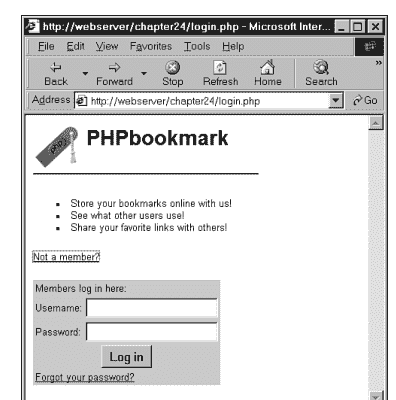 http://webserver/chapter24/login.php - Microsoft Inter...
File Edit View Favorites Tools Help
»
Back Forward Stop Refresh Home Search
Address http://webserver/chapter24/login.php Go
PHPbookmark
Store your bookmarks online with us!
See what other users use!
Share your favorite links with others!
Not a member?
Members log in here:
Username:
Password:
Log in
Forgot your password?